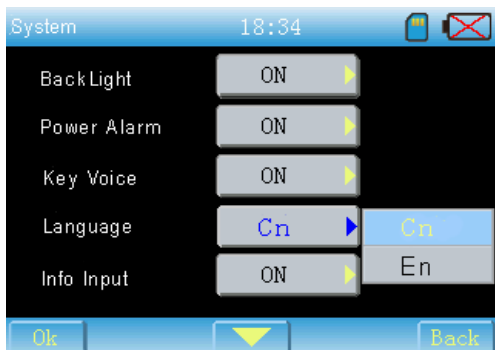 System 18:34
BackLight ON
Power Alarm ON
Key Voice ON
Language Cn Cn
En
Info Input ON
Ok Back